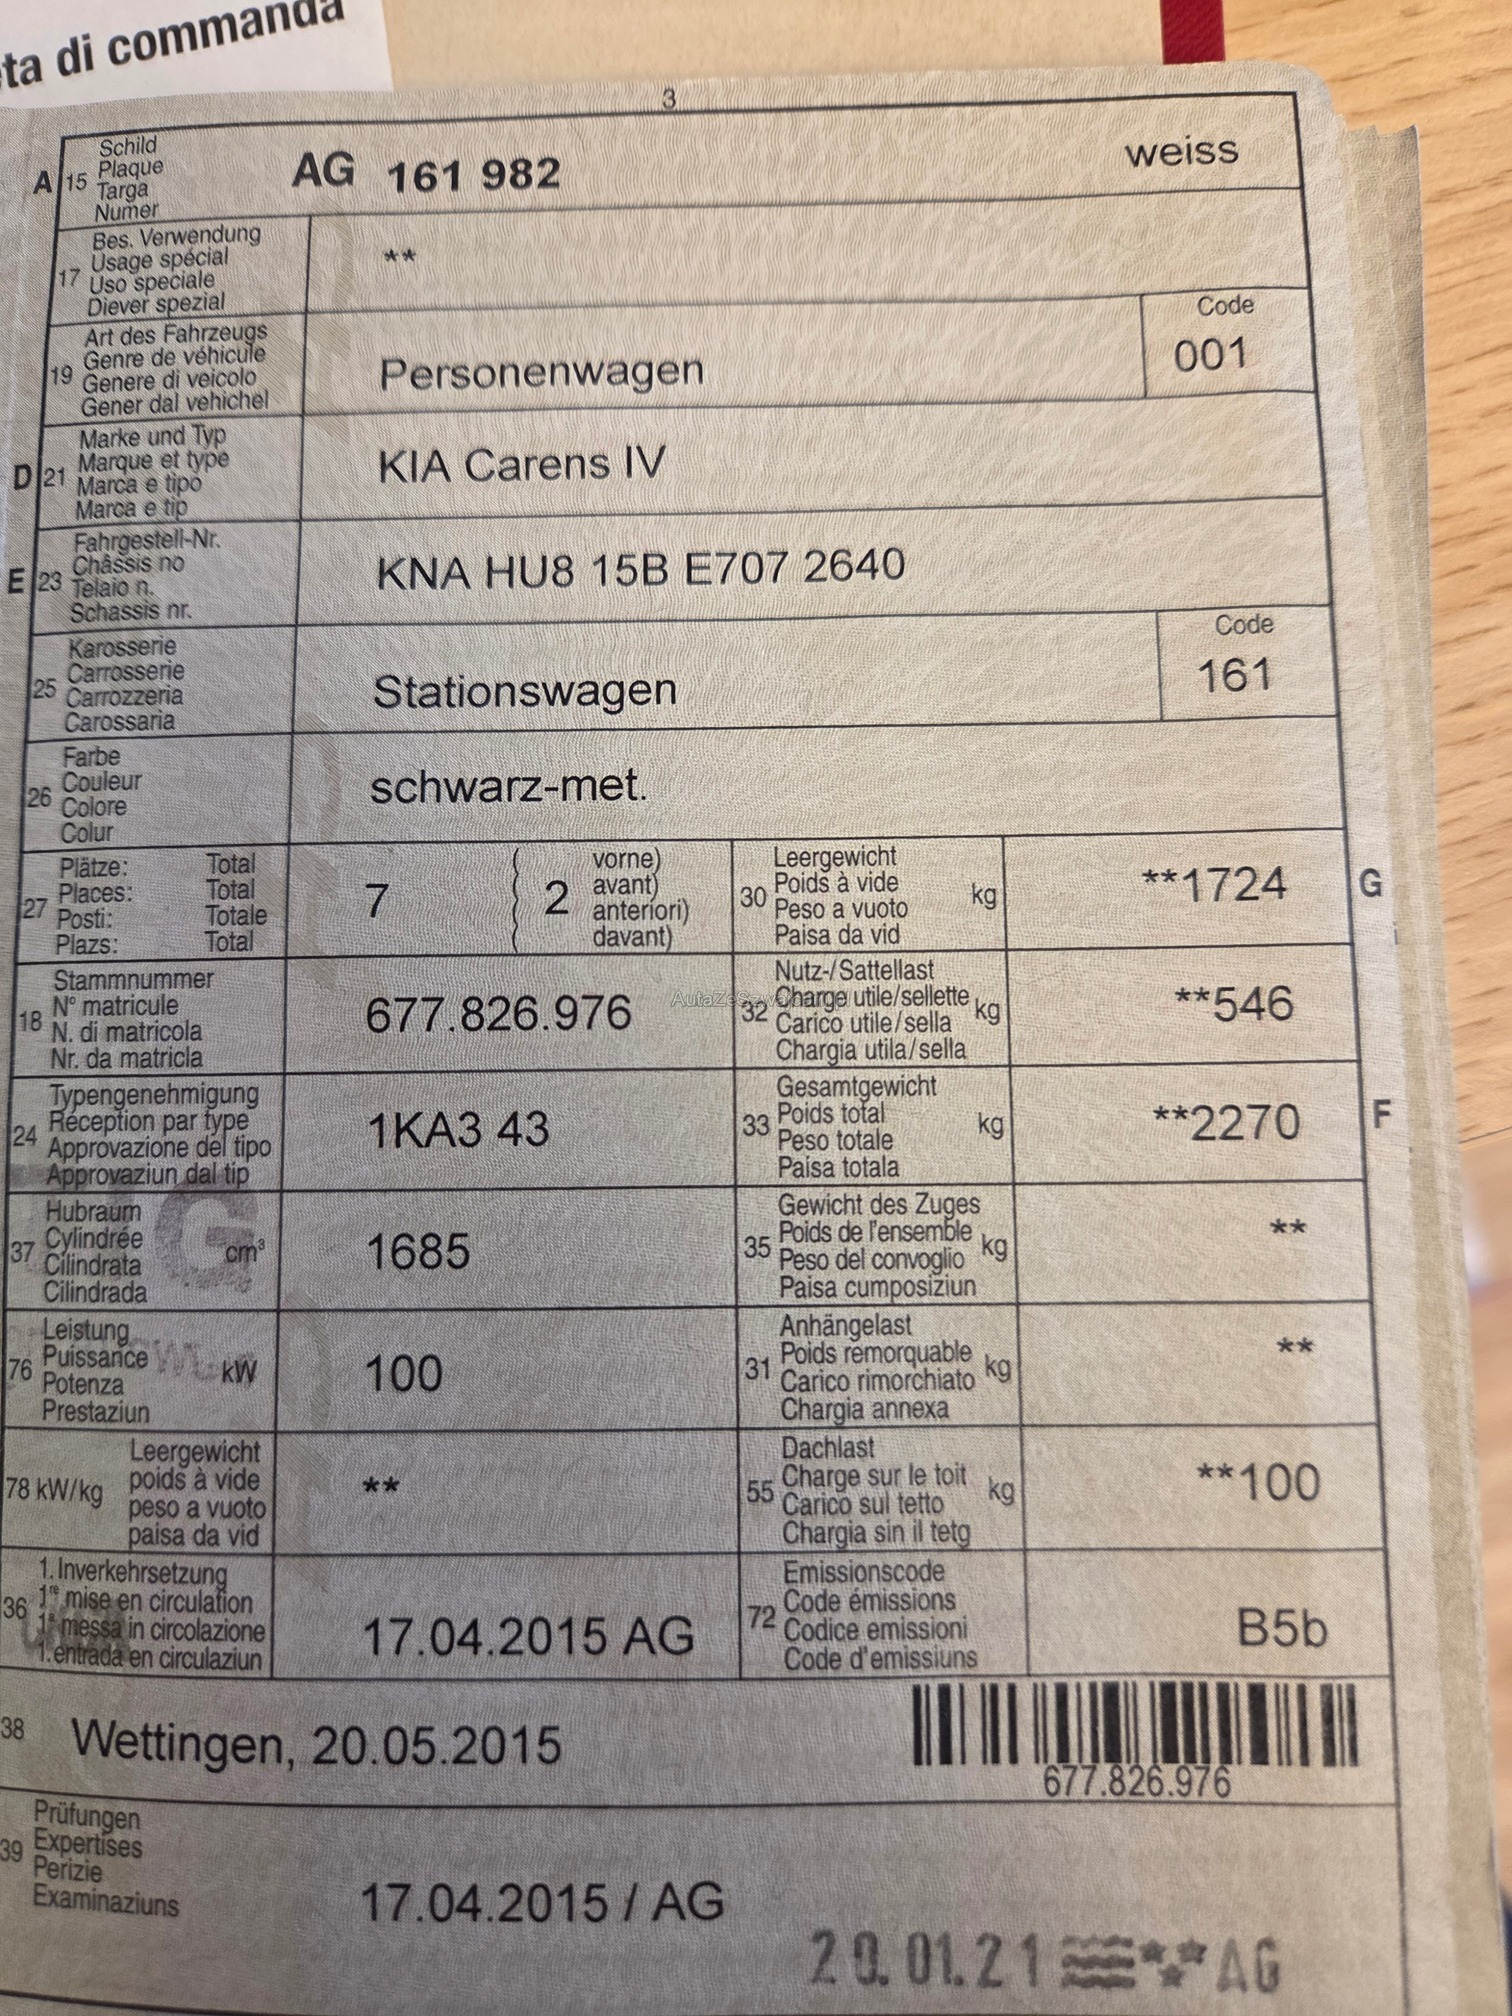 ta di commanda
3
A 15 Schild
Plaque
Targa
Numer
AG 161 982
weiss
17 Bes. Verwendung
Usage spécial
Uso speciale
Diever spezial
**
19 Art des Fahrzeugs
Genre de véhicule
Genere di veicolo
Gener dal vehichel
Personenwagen
Code
001
D 21 Marke und Typ
Marque et type
Marca e tipo
Marca e tip
KIA Carens IV
E 23 Fahrgestell-Nr.
Châssis no
Telaio n.
Schassis nr.
KNA HU8 15B E707 2640
25 Karosserie
Carrosserie
Carrozzeria
Carossaria
Stationswagen
Code
161
26 Farbe
Couleur
Colore
Colur
schwarz-met.
27 Plätze: Total
Places: Total
Posti: Totale
Plazs: Total
7
2 vorne)
avant)
anteriori)
davant)
30 Leergewicht
Poids à vide kg
Peso a vuoto
Paisa da vid
**1724
G
18 Stammnummer
N° matricule
N. di matricola
Nr. da matricla
677.826.976
32 Nutz-/Sattellast
Charge utile/sellette kg
Carico utile/sella
Chargia utila/sella
**546
24 Typengenehmigung
Réception par type
Approvazione del tipo
Approvaziun dal tip
1KA3 43
33 Gesamtgewicht
Poids total kg
Peso totale
Paisa totala
**2270
F
37 Hubraum
Cylindrée cm³
Cilindrata
Cilindrada
1685
35 Gewicht des Zuges
Poids de l'ensemble kg
Peso del convoglio
Paisa cumposiziun
**
76 Leistung
Puissance kW
Potenza
Prestaziun
100
31 Anhängelast
Poids remorquable kg
Carico rimorchiato
Chargia annexa
**
78 kW/kg Leergewicht
poids à vide
peso a vuoto
paisa da vid
**
55 Dachlast
Charge sur le toit kg
Carico sul tetto
Chargia sin il tetg
**100
36 1. Inverkehrsetzung
1re mise en circulation
1a messa in circolazione
1. entrada en circulaziun
17.04.2015 AG
72 Emissionscode
Code émissions
Codice emissioni
Code d'emissiuns
B5b
38 Wettingen, 20.05.2015
677.826.976
39 Prüfungen
Expertises
Perizie
Examinaziuns
17.04.2015 / AG
20.01.21 AG